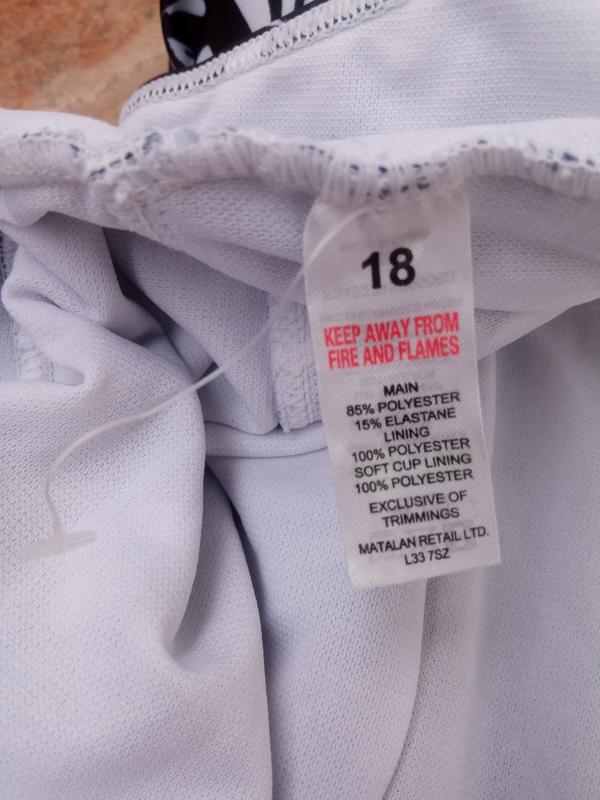 18
KEEP AWAY FROM
FIRE AND FLAMES
MAIN
85% POLYESTER
15% ELASTANE
LINING
100% POLYESTER
SOFT CUP LINING
100% POLYESTER
EXCLUSIVE OF
TRIMMINGS
MATALAN RETAIL LTD.
L33 7SZ